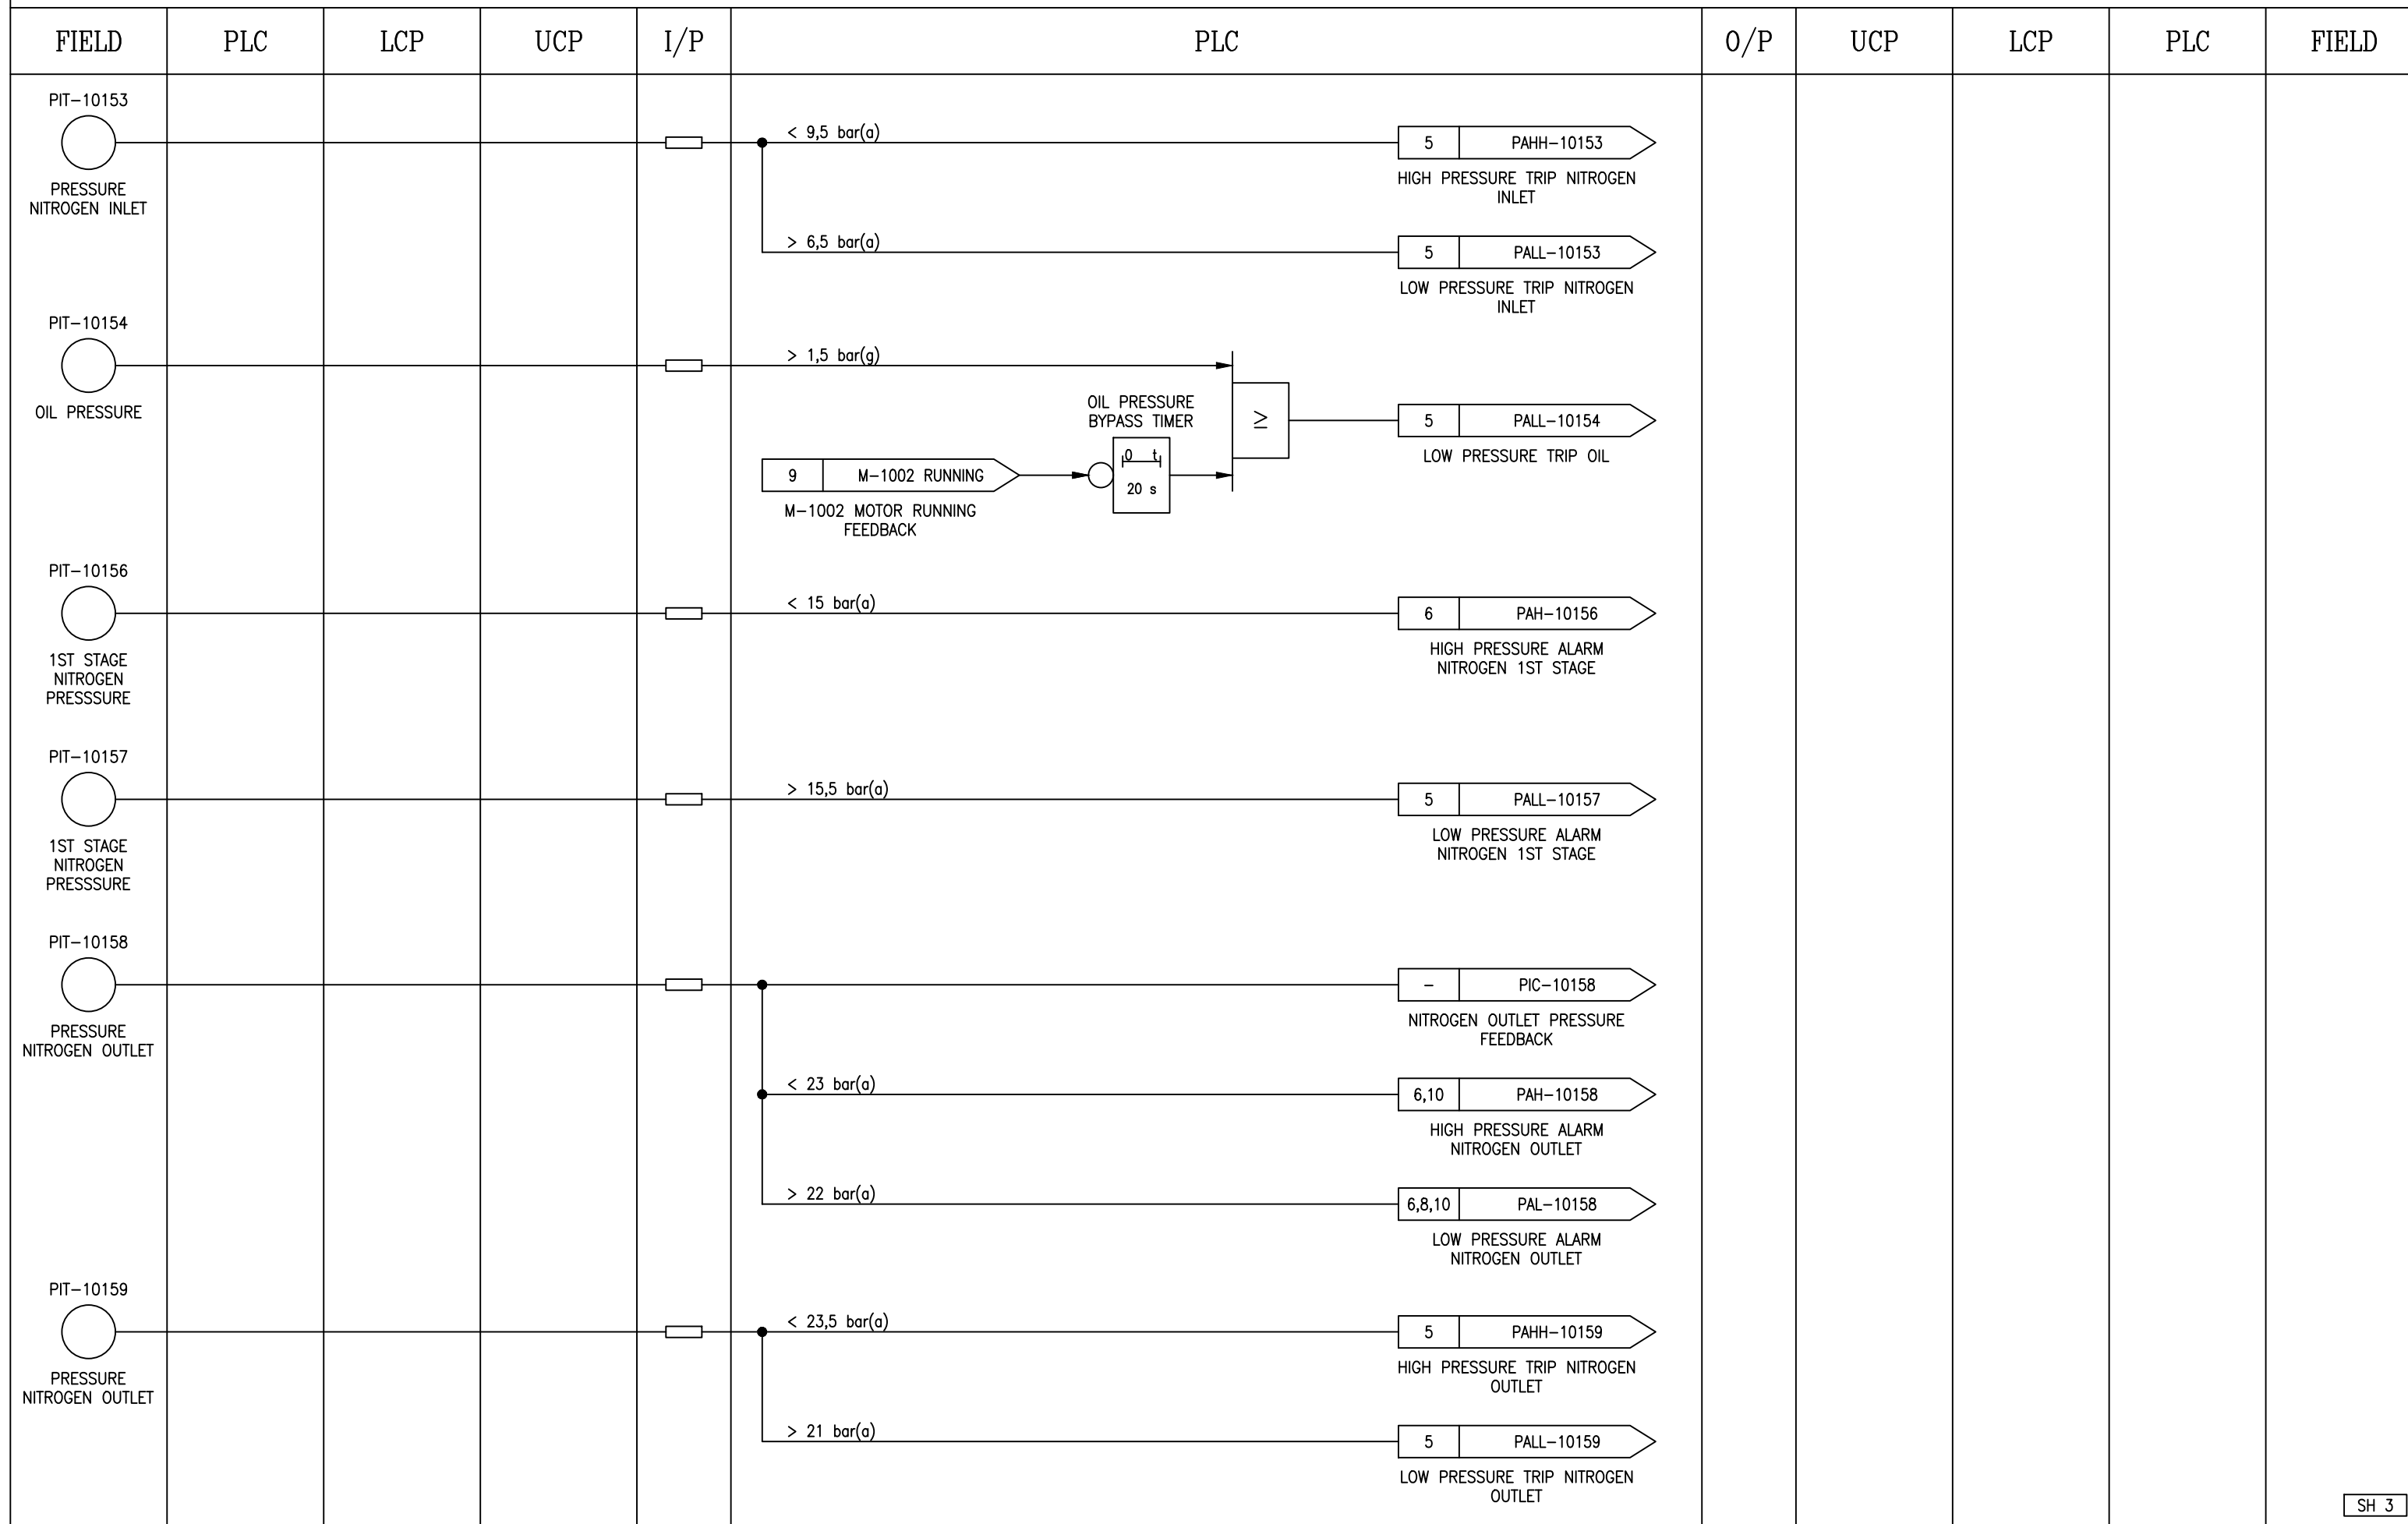 FIELD PLC LCP UCP I/P PLC O/P UCP LCP PLC FIELD
PIT-10153
PRESSURE
NITROGEN INLET
< 9,5 bar(a)
5 PAHH-10153
HIGH PRESSURE TRIP NITROGEN
INLET
> 6,5 bar(a)
5 PALL-10153
LOW PRESSURE TRIP NITROGEN
INLET
PIT-10154
OIL PRESSURE
> 1,5 bar(g)
OIL PRESSURE
BYPASS TIMER
0 t
20 s
≥
9 M-1002 RUNNING
M-1002 MOTOR RUNNING
FEEDBACK
5 PALL-10154
LOW PRESSURE TRIP OIL
PIT-10156
1ST STAGE
NITROGEN
PRESSSURE
< 15 bar(a)
6 PAH-10156
HIGH PRESSURE ALARM
NITROGEN 1ST STAGE
PIT-10157
1ST STAGE
NITROGEN
PRESSSURE
> 15,5 bar(a)
5 PALL-10157
LOW PRESSURE ALARM
NITROGEN 1ST STAGE
PIT-10158
PRESSURE
NITROGEN OUTLET
- PIC-10158
NITROGEN OUTLET PRESSURE
FEEDBACK
< 23 bar(a)
6,10 PAH-10158
HIGH PRESSURE ALARM
NITROGEN OUTLET
> 22 bar(a)
6,8,10 PAL-10158
LOW PRESSURE ALARM
NITROGEN OUTLET
PIT-10159
PRESSURE
NITROGEN OUTLET
< 23,5 bar(a)
5 PAHH-10159
HIGH PRESSURE TRIP NITROGEN
OUTLET
> 21 bar(a)
5 PALL-10159
LOW PRESSURE TRIP NITROGEN
OUTLET
SH 3